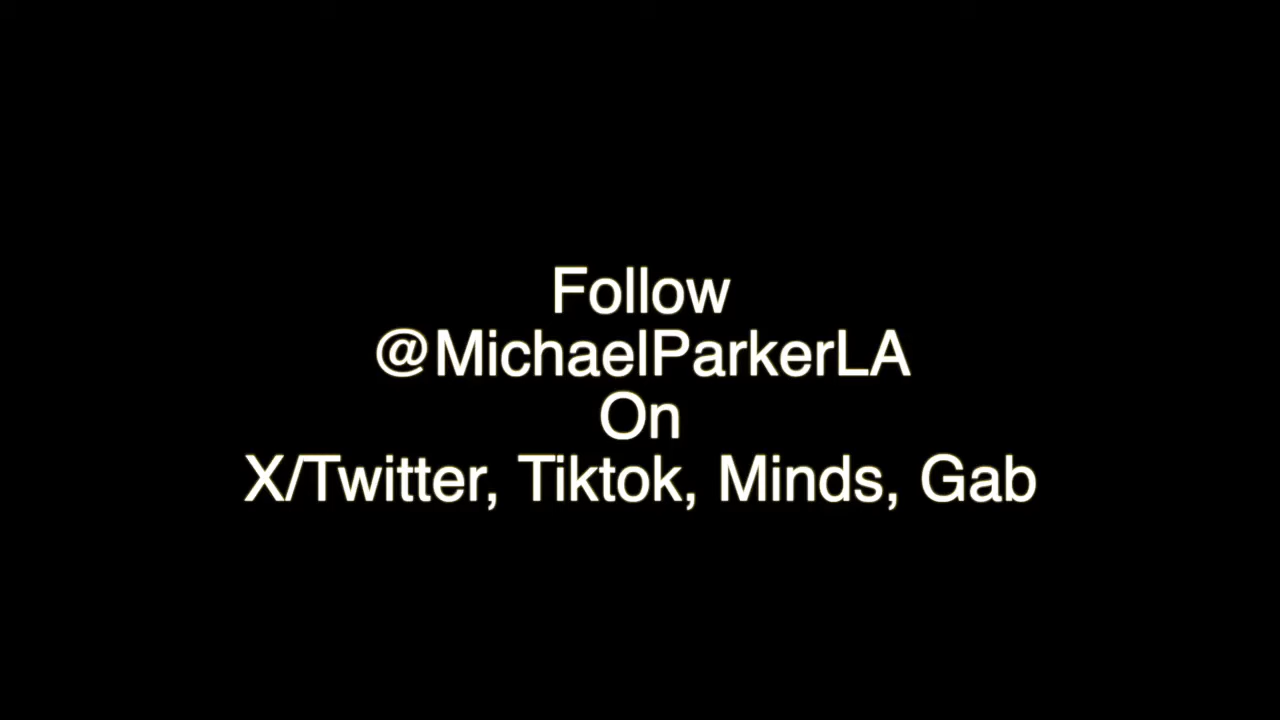 Follow
@MichaelParkerLA
On
X/Twitter, Tiktok, Minds, Gab